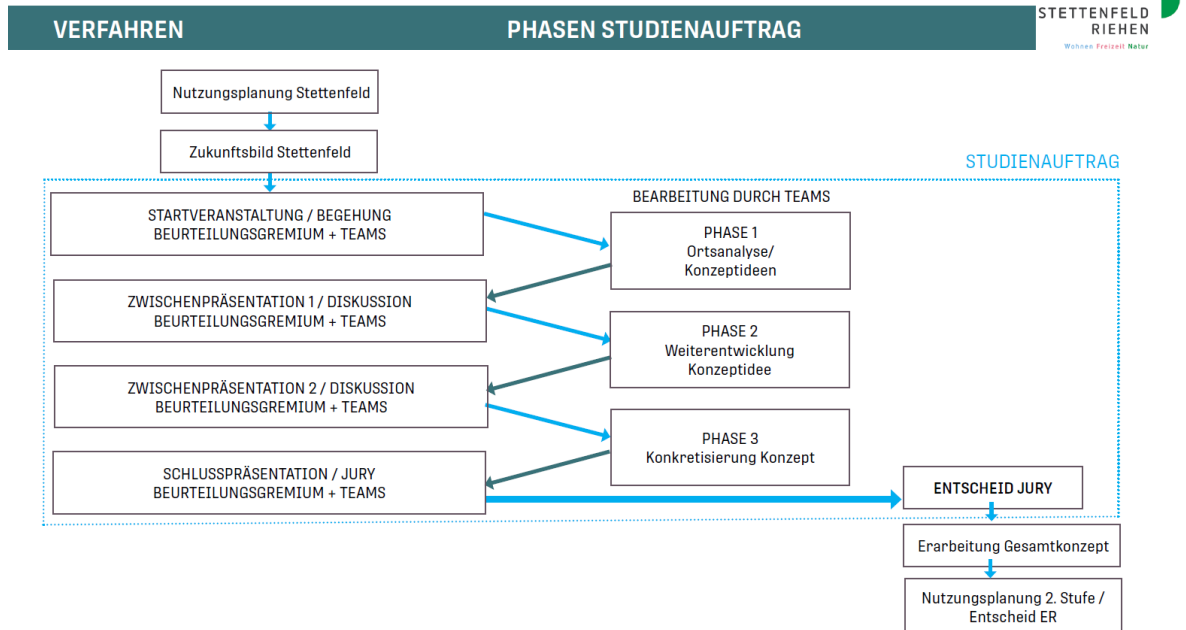 VERFAHREN
PHASEN STUDIENAUFTRAG
STETTENFELD
RIEHEN
Wohnen Freizeit Natur
Nutzungsplanung Stettenfeld
Zukunftsbild Stettenfeld
STUDIENAUFTRAG
STARTVERANSTALTUNG / BEGEHUNG
BEURTEILUNGSGREMIUM + TEAMS
BEARBEITUNG DURCH TEAMS
PHASE 1
Ortsanalyse/
Konzeptideen
ZWISCHENPRÄSENTATION 1 / DISKUSSION
BEURTEILUNGSGREMIUM + TEAMS
PHASE 2
Weiterentwicklung
Konzeptidee
ZWISCHENPRÄSENTATION 2 / DISKUSSION
BEURTEILUNGSGREMIUM + TEAMS
PHASE 3
Konkretisierung Konzept
SCHLUSSPRÄSENTATION / JURY
BEURTEILUNGSGREMIUM + TEAMS
ENTSCHEID JURY
Erarbeitung Gesamtkonzept
Nutzungsplanung 2. Stufe /
Entscheid ER